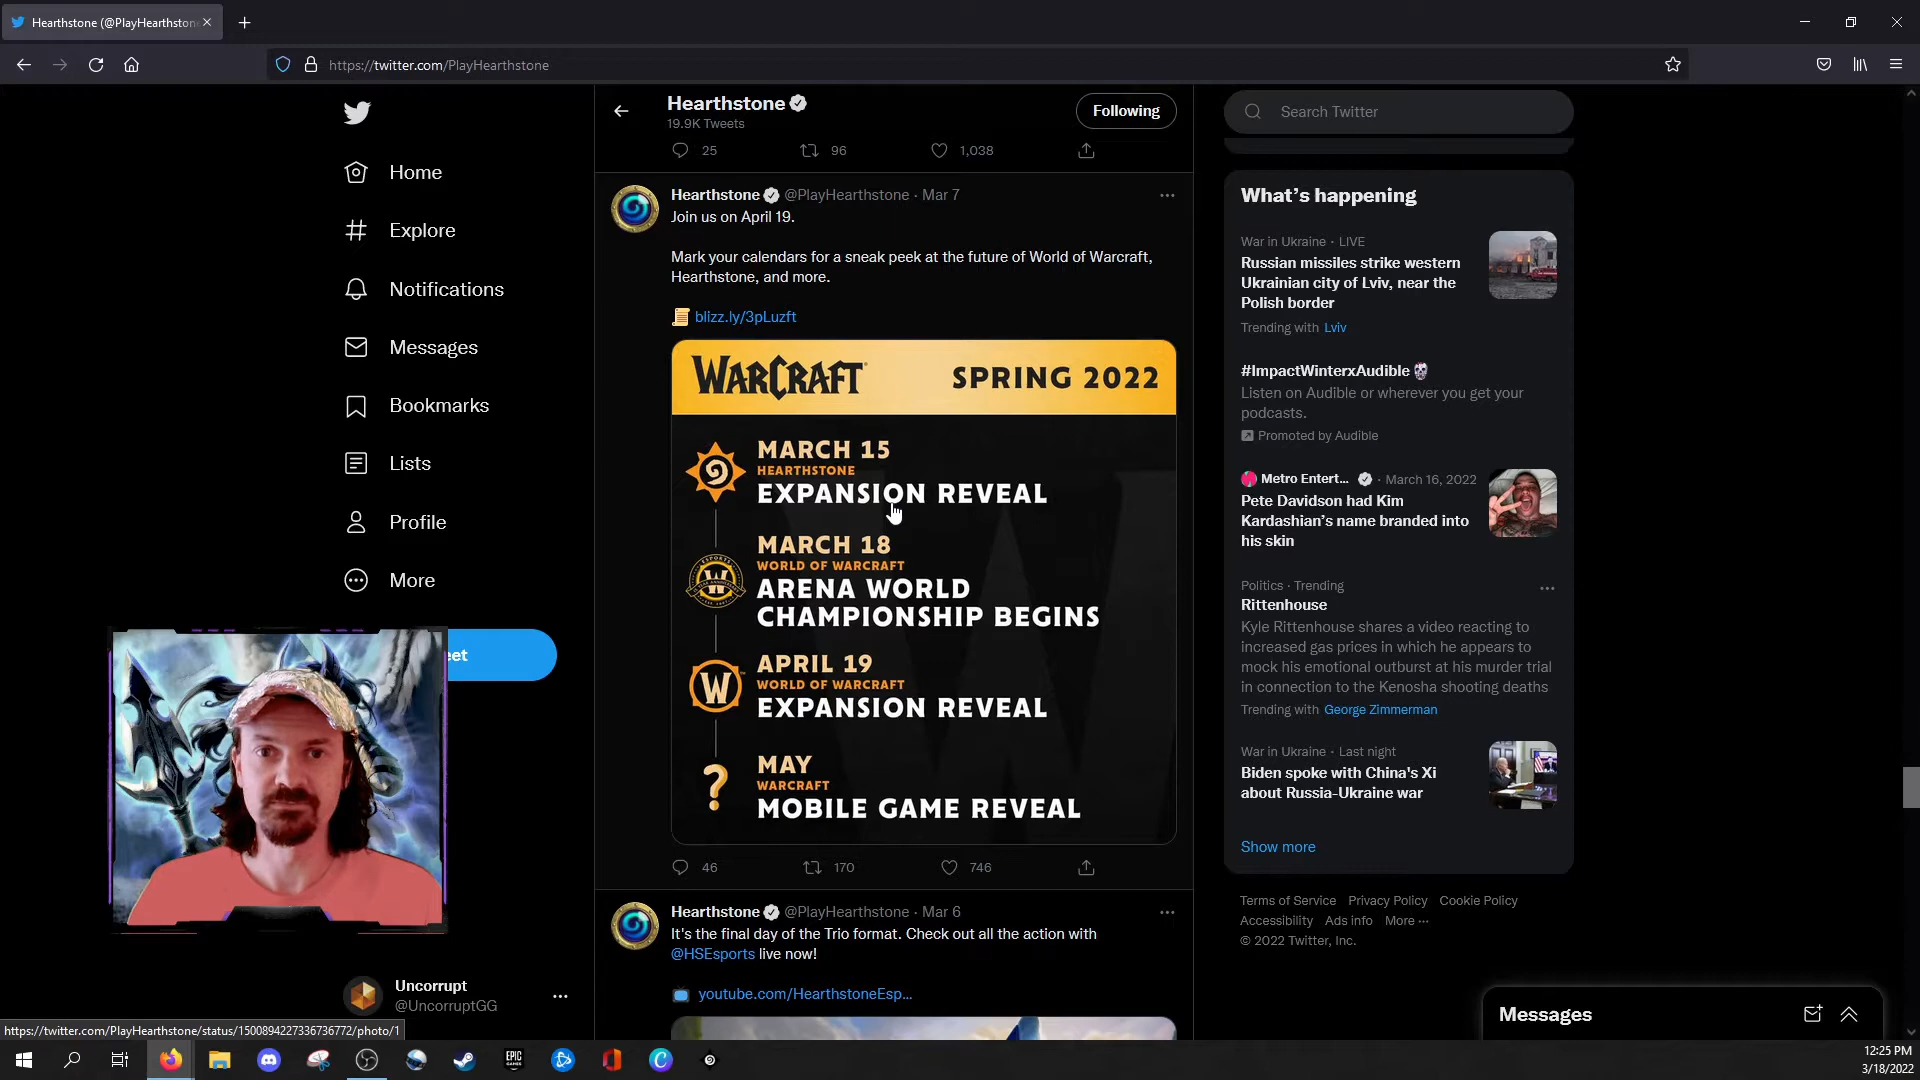 Hearthstone (@PlayHearthstone
https://twitter.com/PlayHearthstone
Home
Explore
Notifications
Messages
Bookmarks
Lists
Profile
More
eet
Uncorrupt
@UncorruptGG
https://twitter.com/PlayHearthstone/status/1500894227336736772/photo/1
Hearthstone
19.9K Tweets
Following
25 96 1,038
Hearthstone @PlayHearthstone · Mar 7
Join us on April 19.
Mark your calendars for a sneak peek at the future of World of Warcraft,
Hearthstone, and more.
blizz.ly/3pLuzft
WARCRAFT SPRING 2022
MARCH 15
HEARTHSTONE
EXPANSION REVEAL
MARCH 18
WORLD OF WARCRAFT
ARENA WORLD
CHAMPIONSHIP BEGINS
APRIL 19
WORLD OF WARCRAFT
EXPANSION REVEAL
?
MAY
WARCRAFT
MOBILE GAME REVEAL
46 170 746
Hearthstone @PlayHearthstone · Mar 6
It's the final day of the Trio format. Check out all the action with
@HSEsports live now!
youtube.com/HearthstoneEsp...
Search Twitter
What's happening
War in Ukraine · LIVE
Russian missiles strike western
Ukrainian city of Lviv, near the
Polish border
Trending with Lviv
#ImpactWinterxAudible
Listen on Audible or wherever you get your
podcasts.
Promoted by Audible
Metro Entert... · March 16, 2022
Pete Davidson had Kim
Kardashian's name branded into
his skin
Politics · Trending
Rittenhouse
Kyle Rittenhouse shares a video reacting to
increased gas prices in which he appears to
mock his emotional outburst at his murder trial
in connection to the Kenosha shooting deaths
Trending with George Zimmerman
War in Ukraine · Last night
Biden spoke with China's Xi
about Russia-Ukraine war
Show more
Terms of Service Privacy Policy Cookie Policy
Accessibility Ads info More ···
© 2022 Twitter, Inc.
Messages
EPIC
GAMES
12:25 PM
3/18/2022